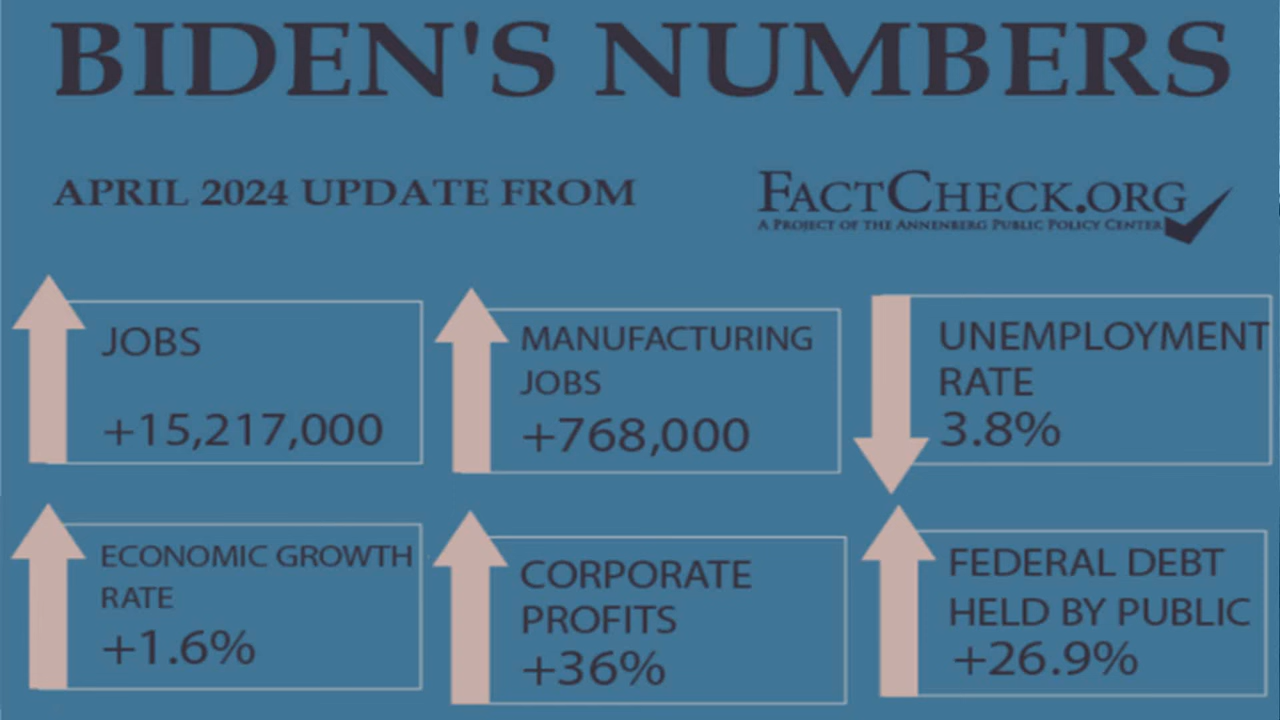 BIDEN'S NUMBERS
APRIL 2024 UPDATE FROM
FACTCHECK.ORG
A PROJECT OF THE ANNENBERG PUBLIC POLICY CENTER
JOBS
+15,217,000
MANUFACTURING
JOBS
+768,000
UNEMPLOYMENT
RATE
3.8%
ECONOMIC GROWTH
RATE
+1.6%
CORPORATE
PROFITS
+36%
FEDERAL DEBT
HELD BY PUBLIC
+26.9%